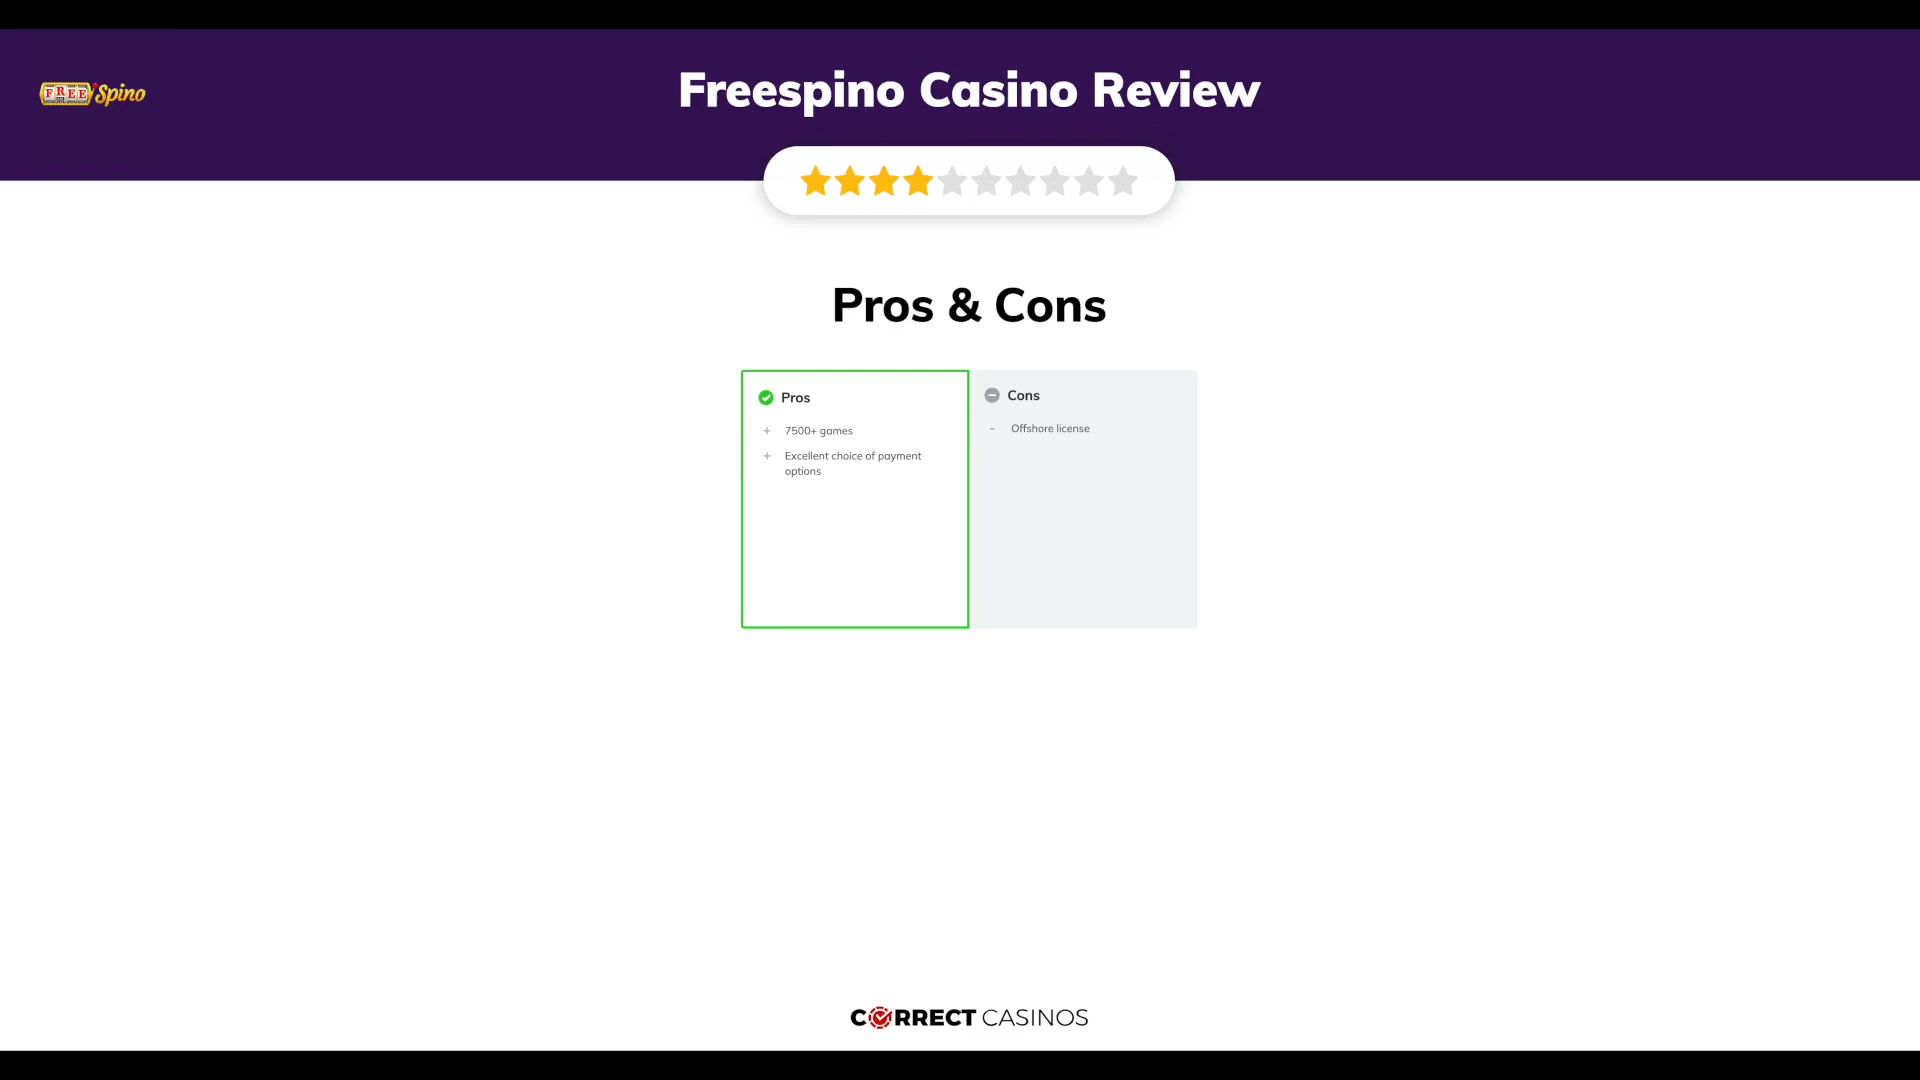 FREE Spino
Freespino Casino Review
Pros & Cons
Pros
+ 7500+ games
+ Excellent choice of payment
options
Cons
- Offshore license
CORRECT CASINOS